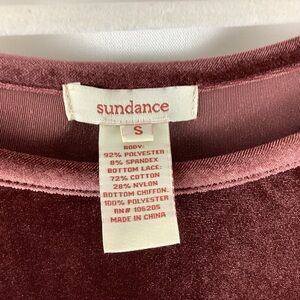 sundance
S
BODY:
92% POLYESTER
8% SPANDEX
BOTTOM LACE:
72% COTTON
28% NYLON
BOTTOM CHIFFON:
100% POLYESTER
RN# 106205
MADE IN CHINA